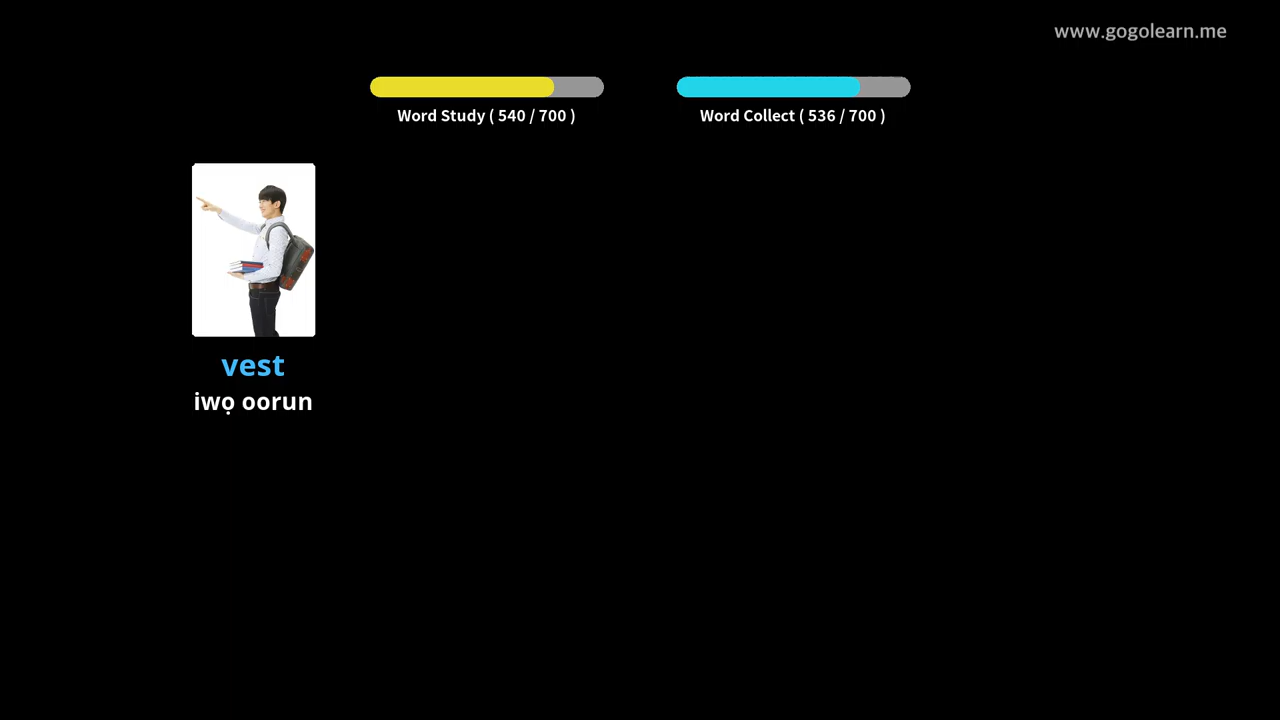 www.gogolearn.me
Word Study ( 540 / 700 )
Word Collect ( 536 / 700 )
vest
iwọ oorun